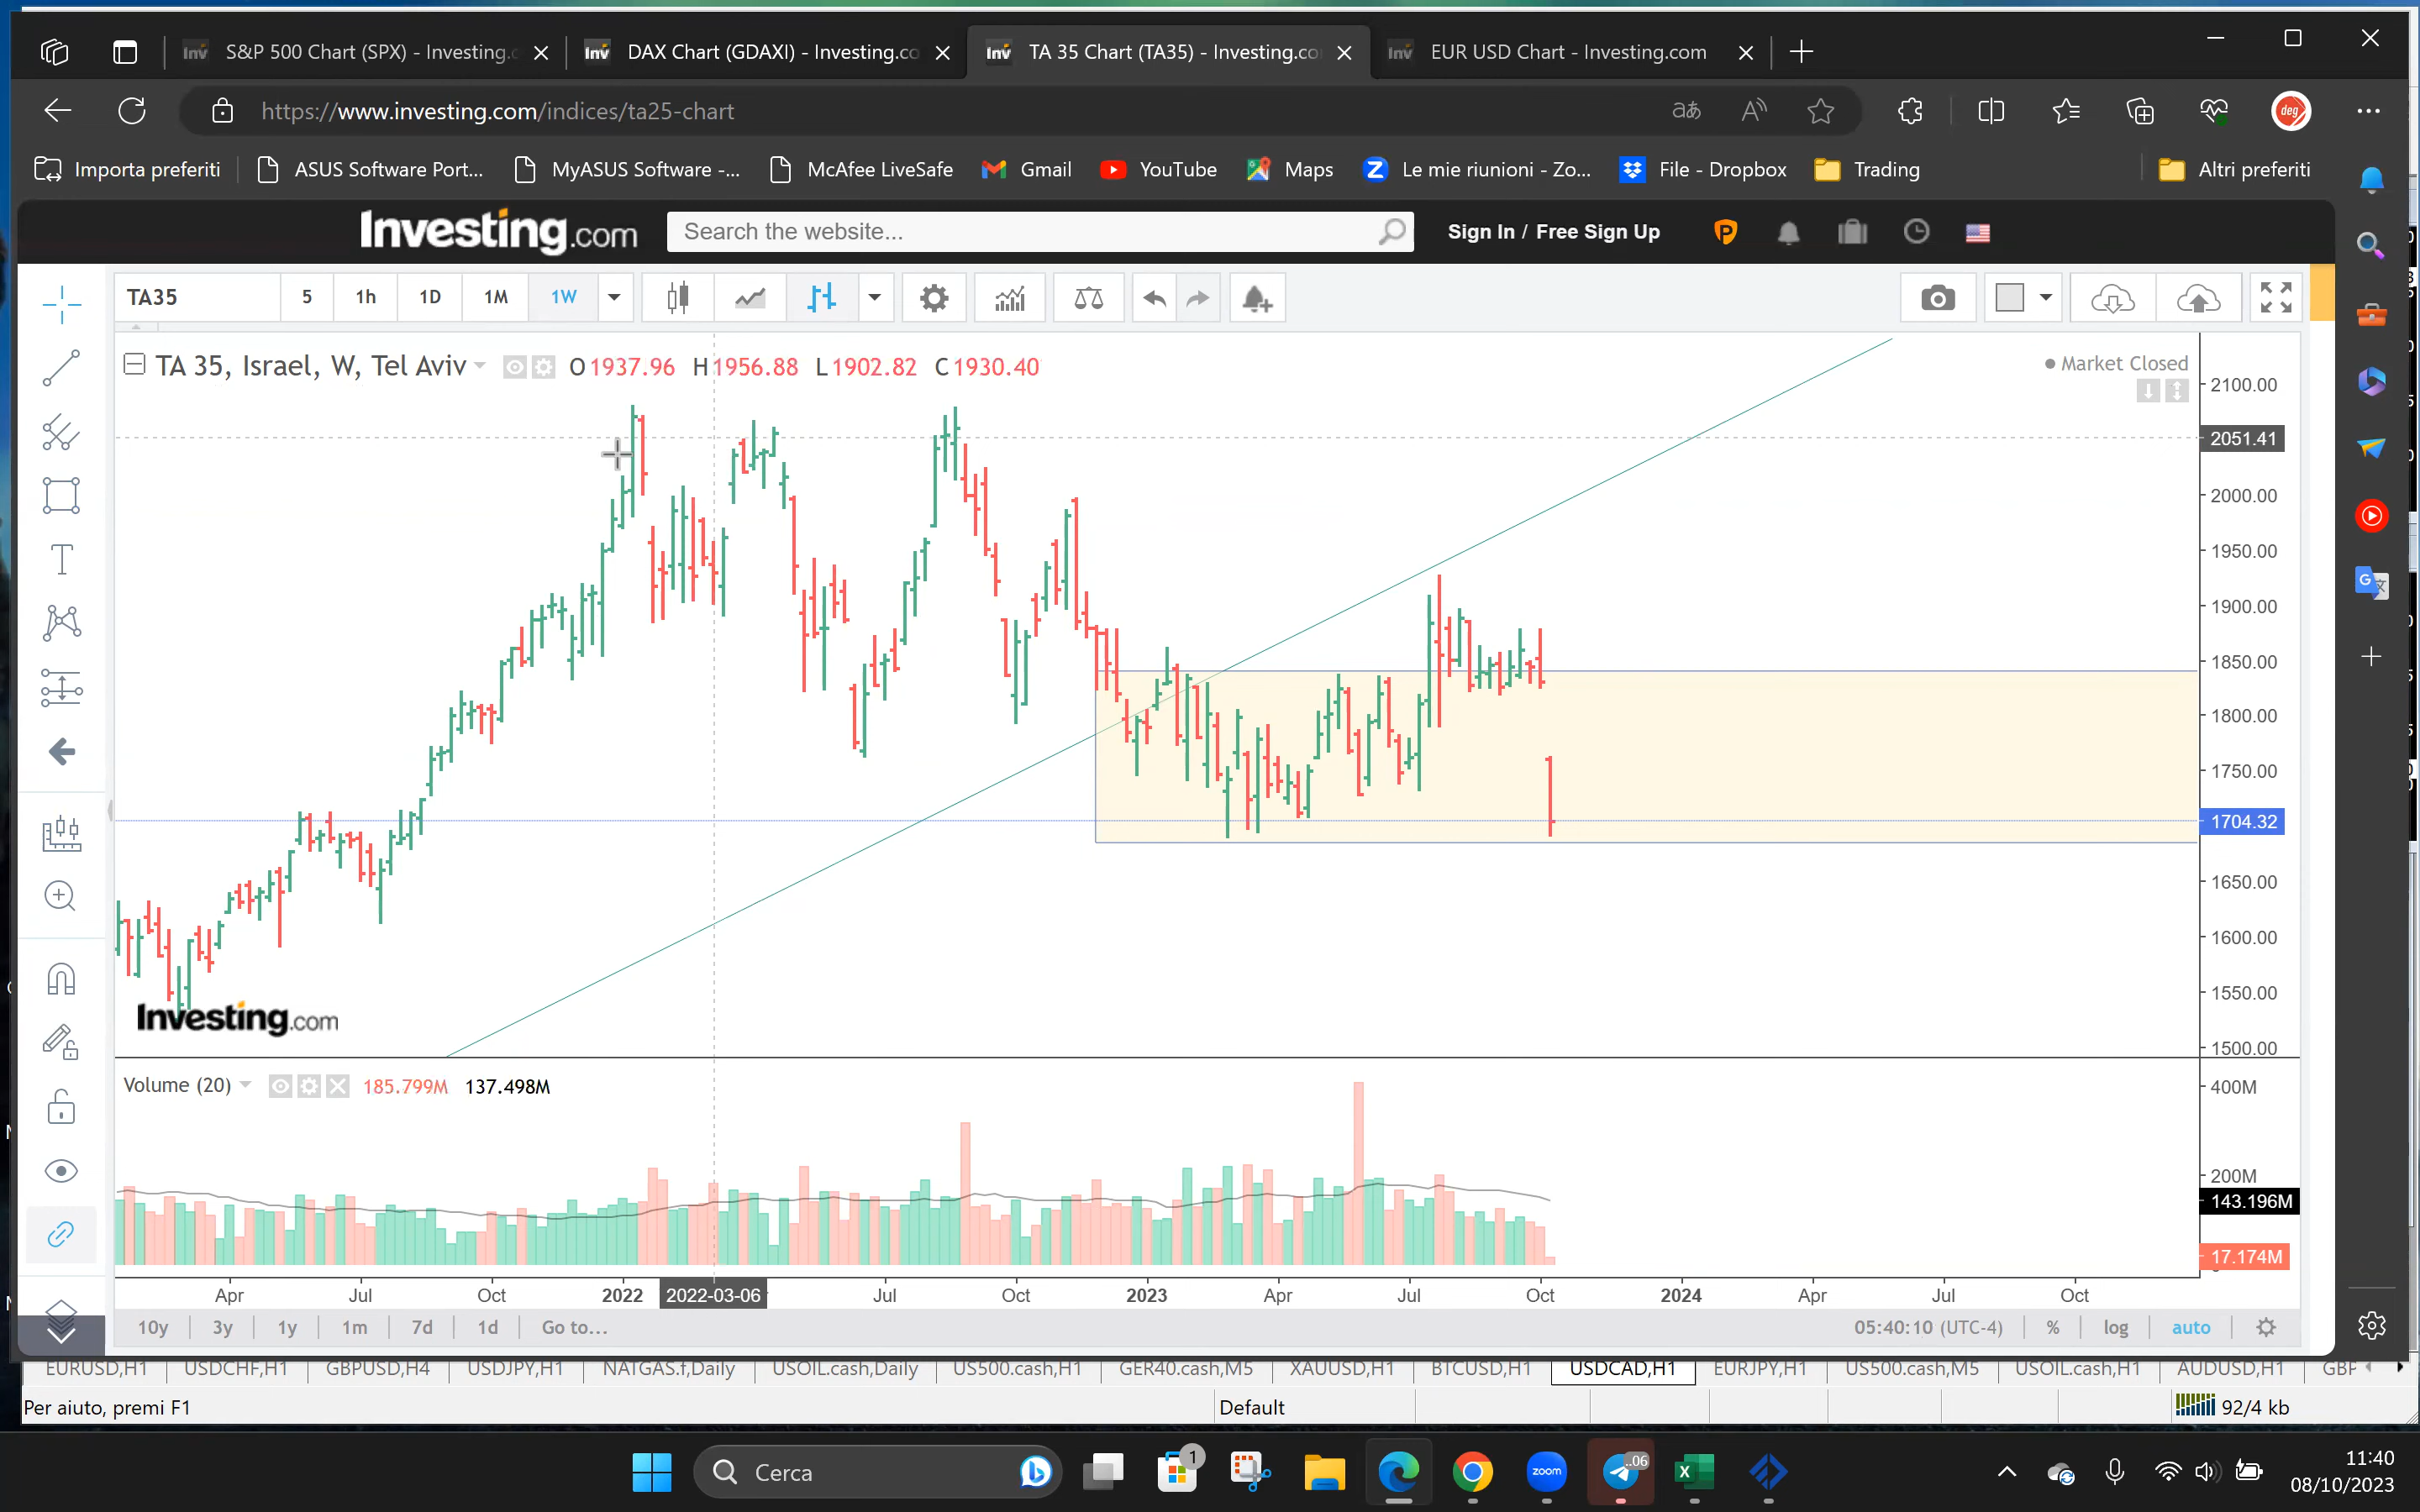 S&P 500 Chart (SPX) - Investing.c
DAX Chart (GDAXI) - Investing.co
TA 35 Chart (TA35) - Investing.co
EUR USD Chart - Investing.com
https://www.investing.com/indices/ta25-chart
Importa preferiti
ASUS Software Port...
MyASUS Software -...
McAfee LiveSafe
Gmail
YouTube
Maps
Le mie riunioni - Zo...
File - Dropbox
Trading
Altri preferiti
deg
Investing.com
Search the website...
Sign In / Free Sign Up
TA35
5 1h 1D 1M 1W
TA 35, Israel, W, Tel Aviv
O1937.96 H1956.88 L1902.82 C1930.40
Market Closed
2100.00
2051.41
2000.00
1950.00
1900.00
1850.00
1800.00
1750.00
1704.32
1650.00
1600.00
1550.00
1500.00
Investing.com
Volume (20)
185.799M 137.498M
400M
200M
143.196M
17.174M
Apr Jul Oct 2022 2022-03-06 Jul Oct 2023 Apr Jul Oct 2024 Apr Jul Oct
10y 3y 1y 1m 7d 1d Go to...
05:40:10 (UTC-4) % log auto
EURUSD,H1 USDCHF,H1 GBPUSD,H4 USDJPY,H1 NATGAS.f,Daily USOIL.cash,Daily US500.cash,H1 GER40.cash,M5 XAUUSD,H1 BTCUSD,H1 USDCAD,H1 EURJPY,H1 US500.cash,M5 USOIL.cash,H1 AUDUSD,H1 GBP
Per aiuto, premi F1
Default
92/4 kb
Cerca
1
zoom
..06
11:40
08/10/2023